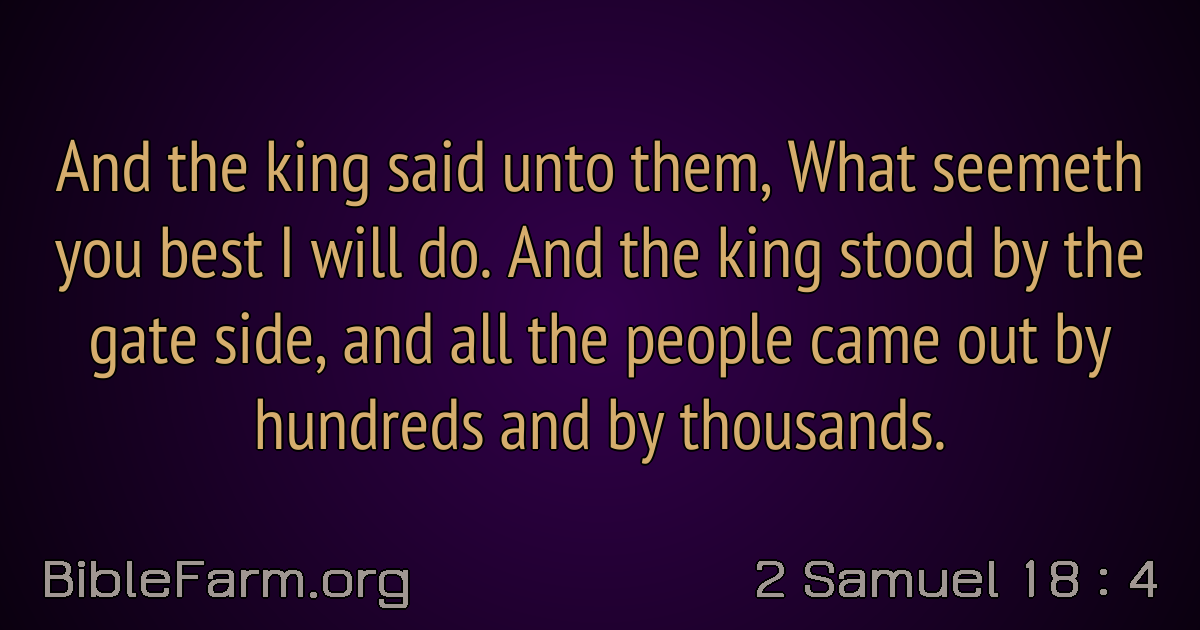 And the king said unto them, What seemeth
you best I will do. And the king stood by the
gate side, and all the people came out by
hundreds and by thousands.
BibleFarm.org
2 Samuel 18 : 4